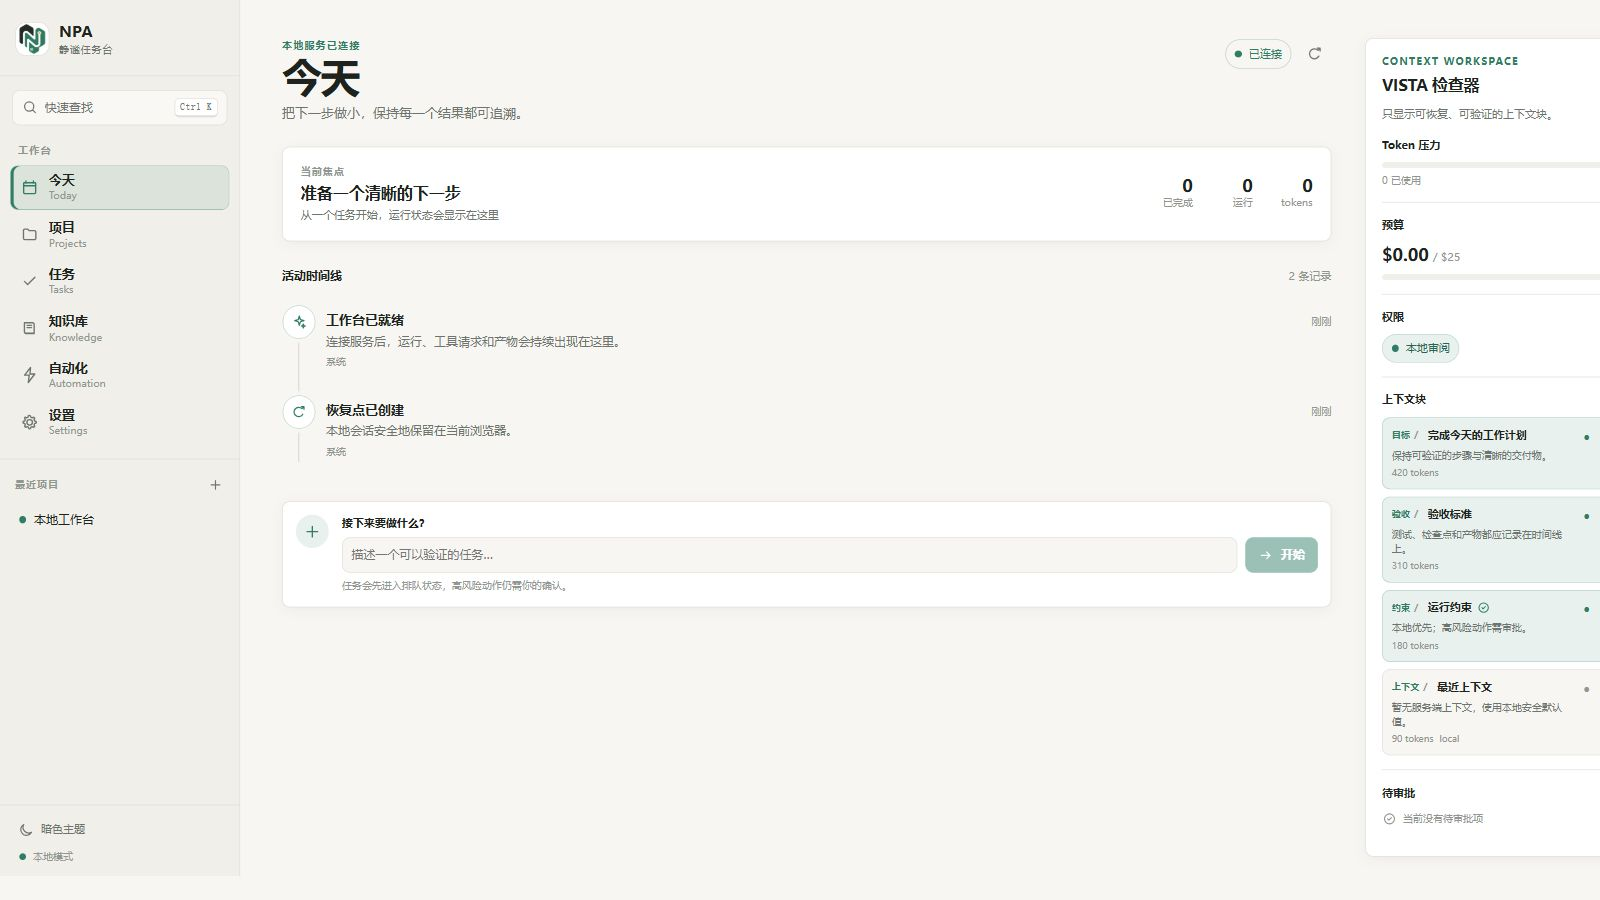 NPA
静谧任务台
快速查找
Ctrl K
工作台
今天
Today
项目
Projects
任务
Tasks
知识库
Knowledge
自动化
Automation
设置
Settings
最近项目
本地工作台
暗色主题
本地模式
本地服务已连接
今天
把下一步做小，保持每一个结果都可追溯。
已连接
当前焦点
准备一个清晰的下一步
从一个任务开始，运行状态会显示在这里
0
已完成
0
运行
0
tokens
活动时间线
2 条记录
工作台已就绪
刚刚
连接服务后，运行、工具请求和产物会持续出现在这里。
系统
恢复点已创建
刚刚
本地会话安全地保留在当前浏览器。
系统
接下来要做什么?
描述一个可以验证的任务...
开始
任务会先进入排队状态，高风险动作仍需你的确认。
CONTEXT WORKSPACE
VISTA 检查器
只显示可恢复、可验证的上下文块。
Token 压力
0 已使用
预算
$0.00 / $25
权限
本地审阅
上下文块
目标 / 完成今天的工作计划
保持可验证的步骤与清晰的交付物。
420 tokens
验收 / 验收标准
测试、检查点和产物都应记录在时间线
上。
310 tokens
约束 / 运行约束
本地优先；高风险动作需审批。
180 tokens
上下文 / 最近上下文
暂无服务端上下文，使用本地安全默认
值。
90 tokens local
待审批
当前没有待审批项